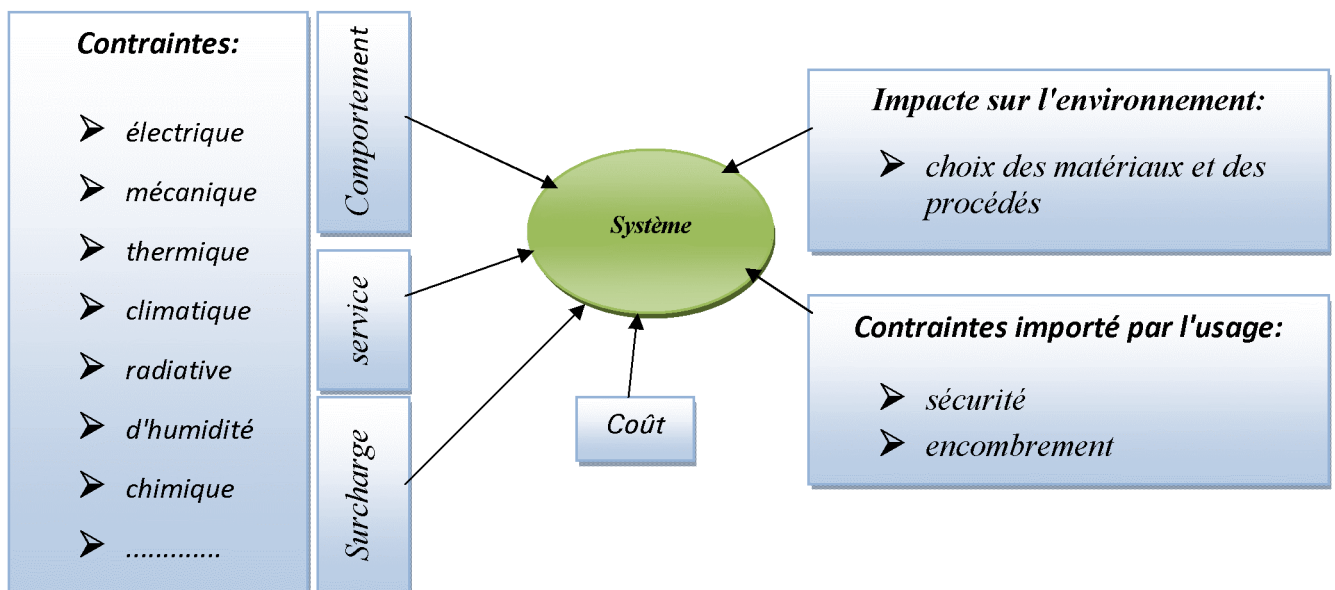 Contraintes:
électrique
mécanique
thermique
climatique
radiative
d'humidité
chimique
.............
Comportement
service
Surcharge
Système
Coût
Impacte sur l'environnement:
choix des matériaux et des
procédés
Contraintes importé par l'usage:
sécurité
encombrement